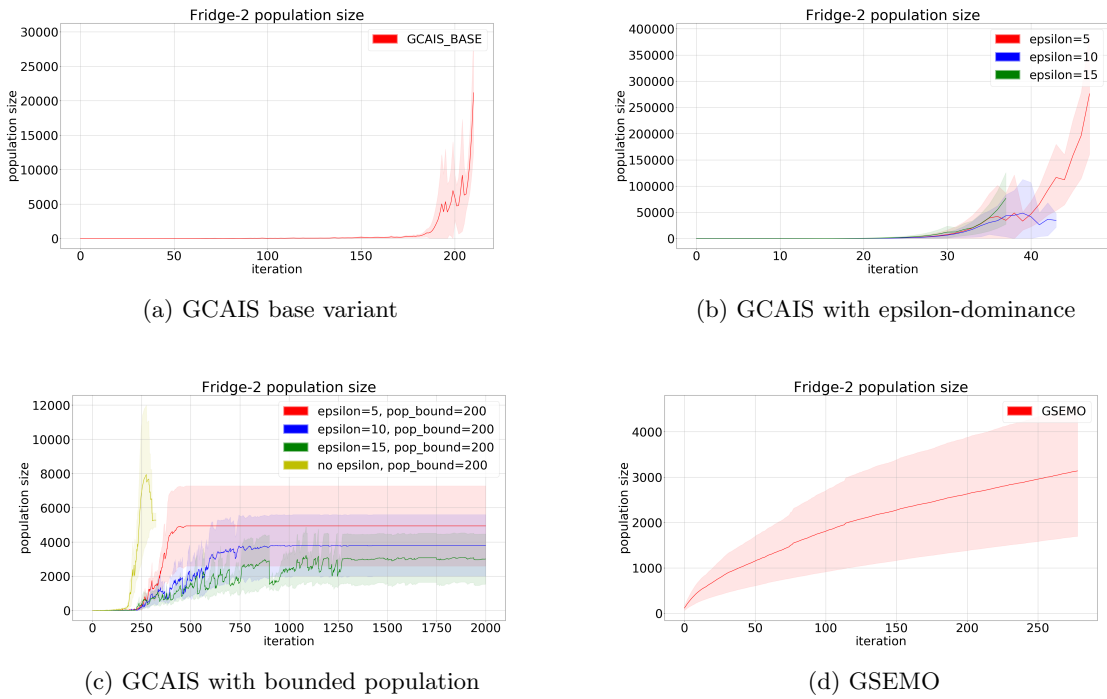 Fridge-2 population size
GCAIS_BASE
population size
30000
25000
20000
15000
10000
5000
0
0 50 100 150 200
iteration
(a) GCAIS base variant
Fridge-2 population size
epsilon=5
epsilon=10
epsilon=15
population size
400000
350000
300000
250000
200000
150000
100000
50000
0
0 10 20 30 40
iteration
(b) GCAIS with epsilon-dominance
Fridge-2 population size
epsilon=5, pop_bound=200
epsilon=10, pop_bound=200
epsilon=15, pop_bound=200
no epsilon, pop_bound=200
population size
12000
10000
8000
6000
4000
2000
0
0 250 500 750 1000 1250 1500 1750 2000
iteration
(c) GCAIS with bounded population
Fridge-2 population size
GSEMO
population size
4000
3000
2000
1000
0
0 50 100 150 200 250
iteration
(d) GSEMO